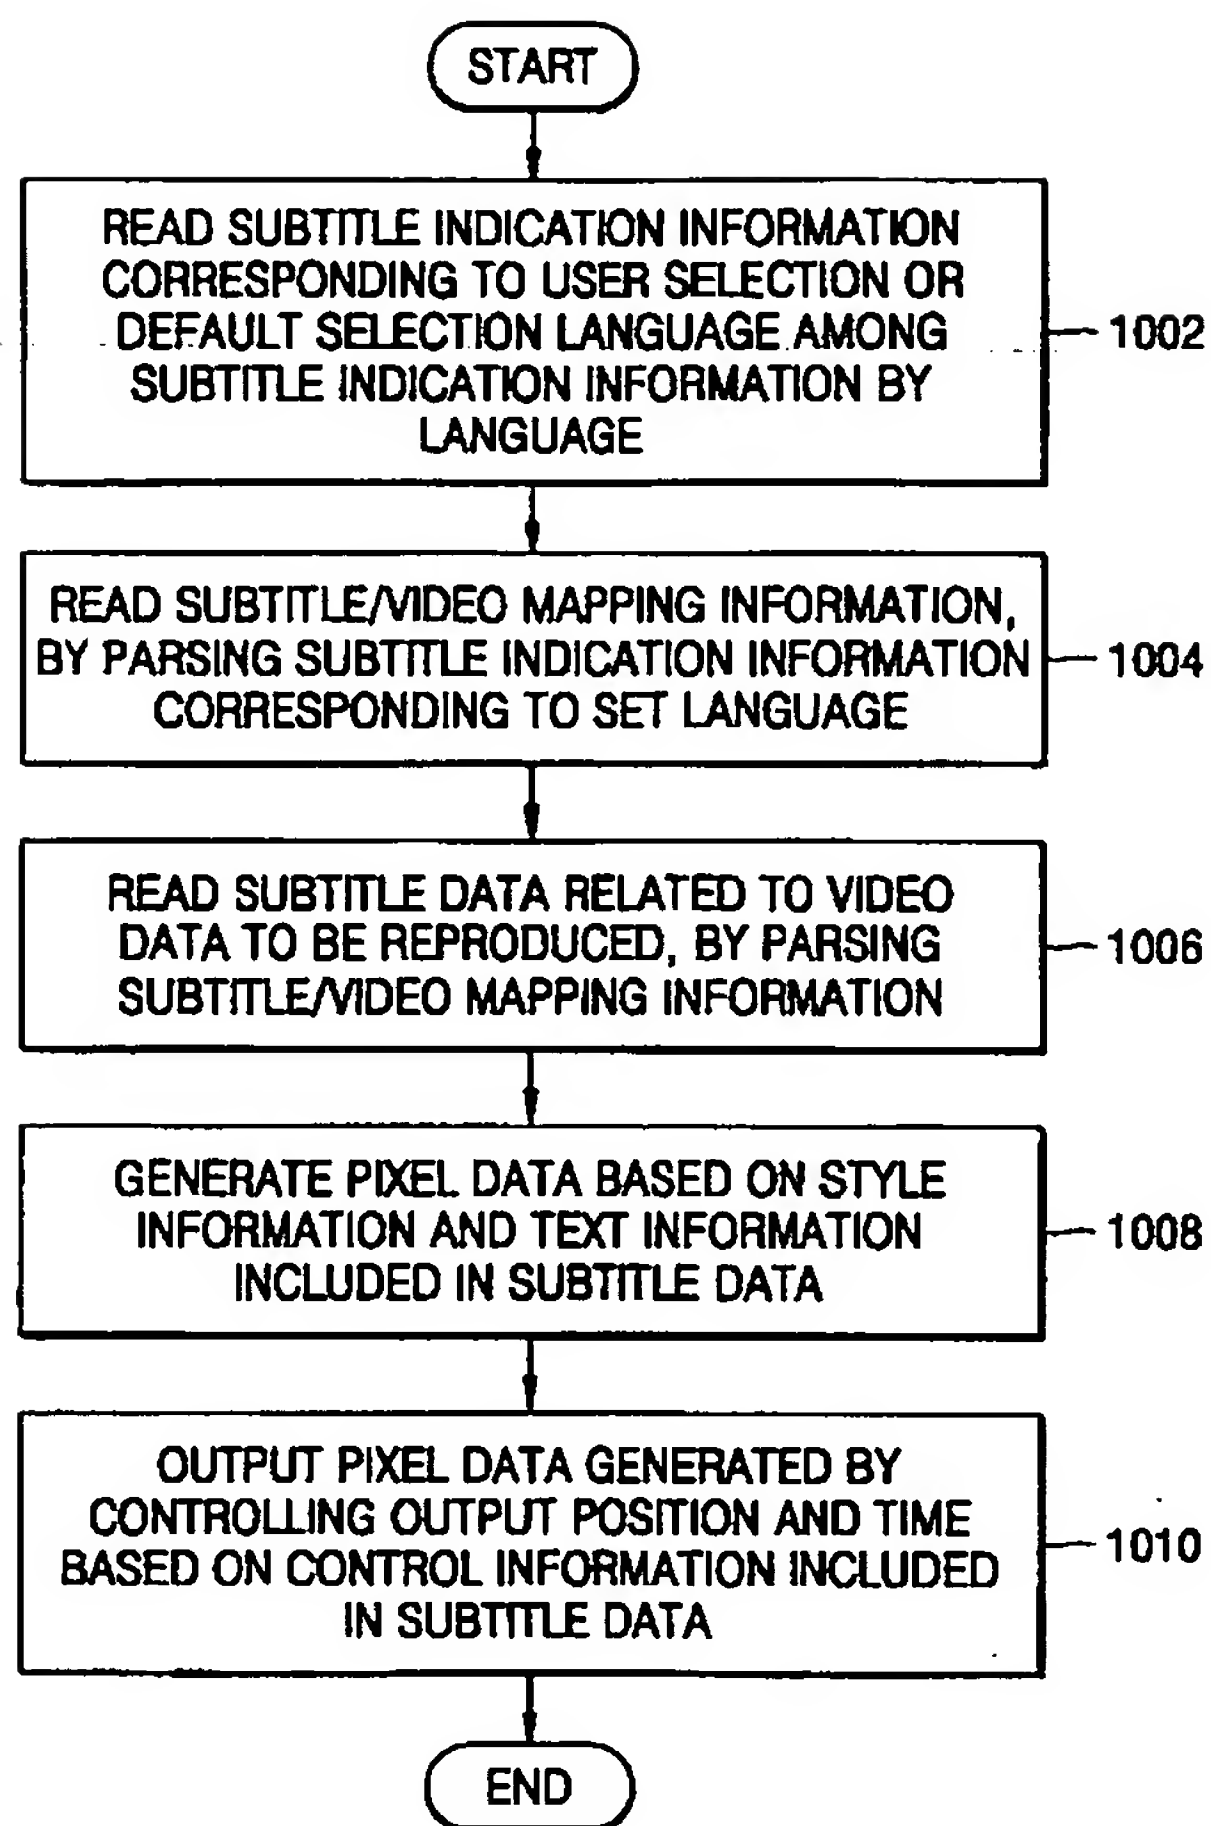 START
READ SUBTITLE INDICATION INFORMATION
CORRESPONDING TO USER SELECTION OR
DEFAULT SELECTION LANGUAGE AMONG
SUBTITLE INDICATION INFORMATION BY
LANGUAGE
1002
READ SUBTITLE/VIDEO MAPPING INFORMATION,
BY PARSING SUBTITLE INDICATION INFORMATION
CORRESPONDING TO SET LANGUAGE
1004
READ SUBTITLE DATA RELATED TO VIDEO
DATA TO BE REPRODUCED, BY PARSING
SUBTITLE/VIDEO MAPPING INFORMATION
1006
GENERATE PIXEL DATA BASED ON STYLE
INFORMATION AND TEXT INFORMATION
INCLUDED IN SUBTITLE DATA
1008
OUTPUT PIXEL DATA GENERATED BY
CONTROLLING OUTPUT POSITION AND TIME
BASED ON CONTROL INFORMATION INCLUDED
IN SUBTITLE DATA
1010
END